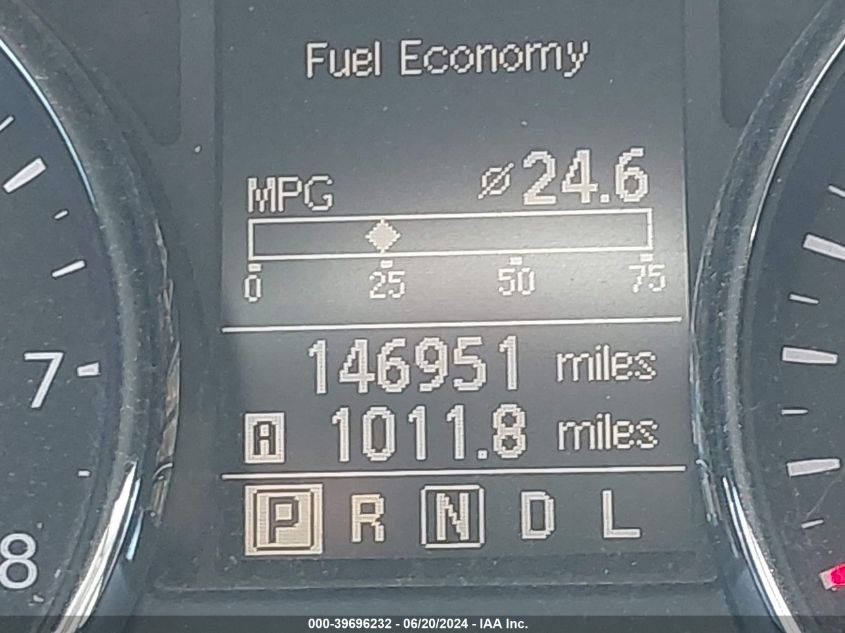 Fuel Economy
MPG ⌀24.6
0 25 50 75
146951 miles
A 1011.8 miles
P R N D L
7
8
000-39696232 - 06/20/2024 - IAA Inc.